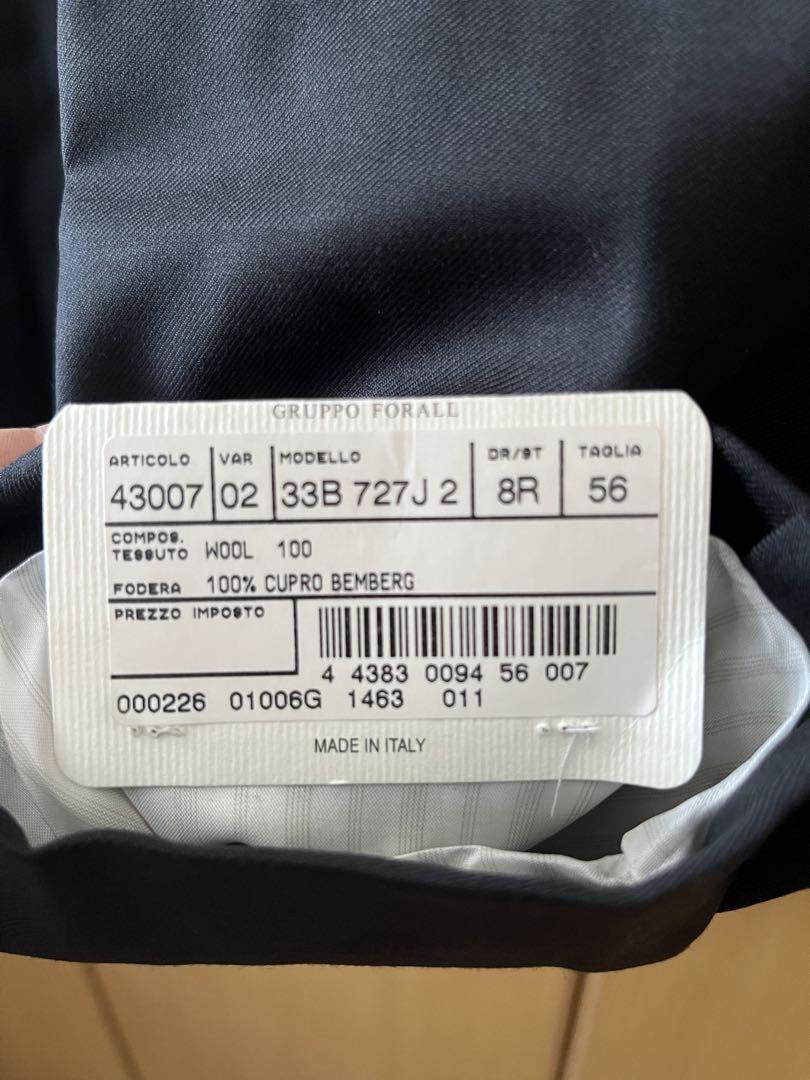 GRUPPO FORALL
ARTICOLO VAR MODELLO DR/ST TAGLIA
43007 02 33B 727J 2 8R 56
COMPOS. TESSUTO WOOL 100
FODERA 100% CUPRO BEMBERG
PREZZO IMPOSTO
4 4383 0094 56 007
000226 01006G 1463 011
MADE IN ITALY